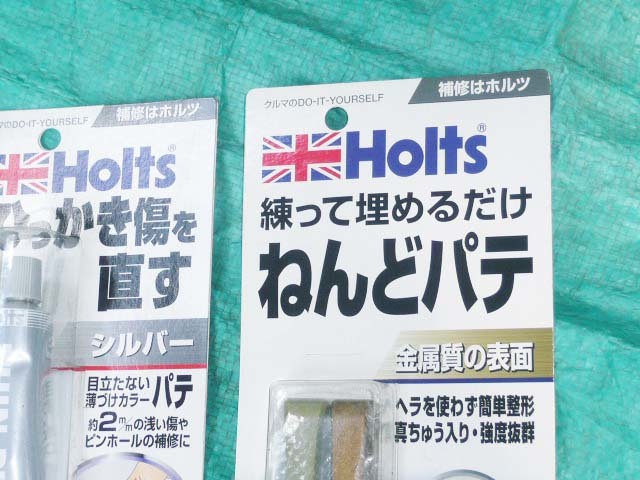 クルマのDO-IT-YOURSELF
補修はホルツ
Holts®
ひっかき傷を
直す
シルバー
目立たない
薄づけカラー パテ
約2m/mの浅い傷や
ピンホールの補修に
クルマのDO-IT-YOURSELF
補修はホルツ
Holts®
練って埋めるだけ
ねんどパテ
金属質の表面
ヘラを使わず簡単整形
真ちゅう入り・強度抜群